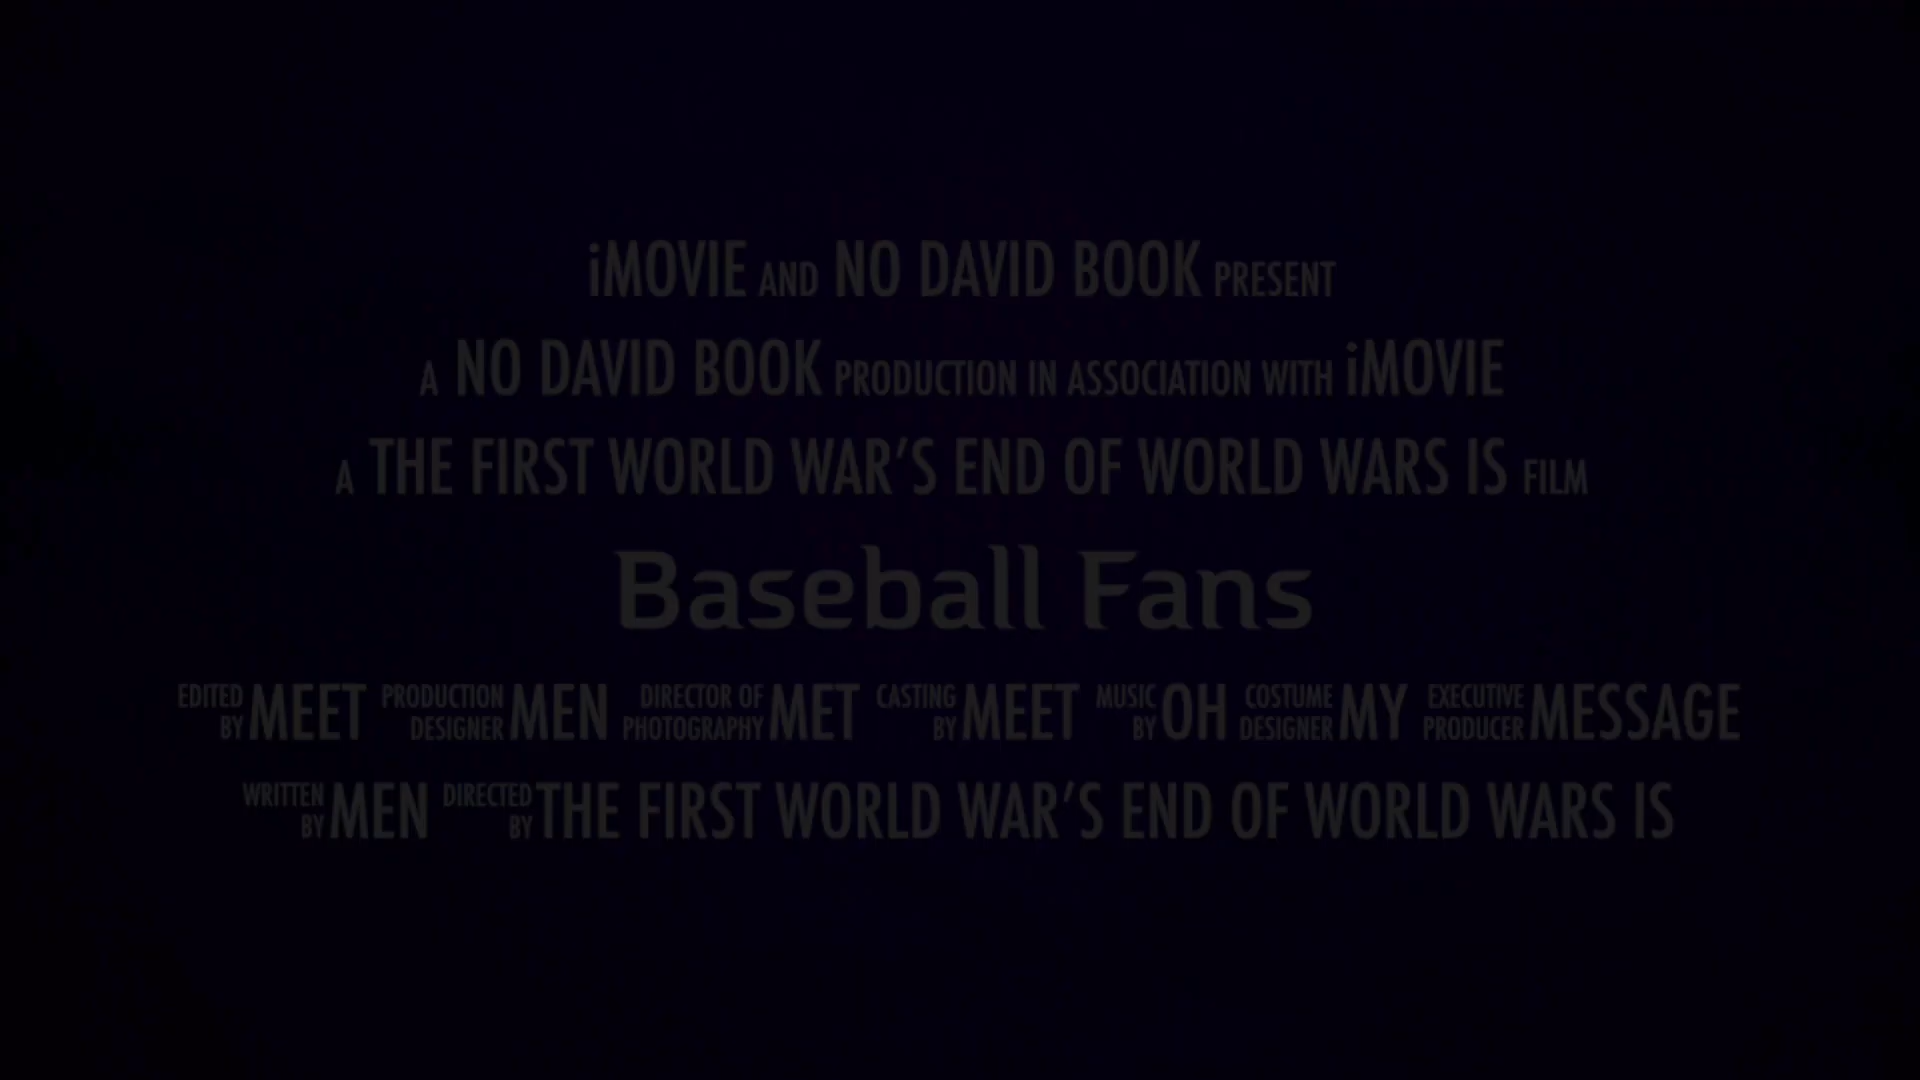 iMOVIE AND NO DAVID BOOK PRESENT
A NO DAVID BOOK PRODUCTION IN ASSOCIATION WITH iMOVIE
A THE FIRST WORLD WAR’S END OF WORLD WARS IS FILM
Baseball Fans
EDITED BY MEET PRODUCTION DESIGNER MEN DIRECTOR OF PHOTOGRAPHY MET CASTING BY MEET MUSIC BY OH COSTUME DESIGNER MY EXECUTIVE PRODUCER MESSAGE
WRITTEN BY MEN DIRECTED BY THE FIRST WORLD WAR’S END OF WORLD WARS IS